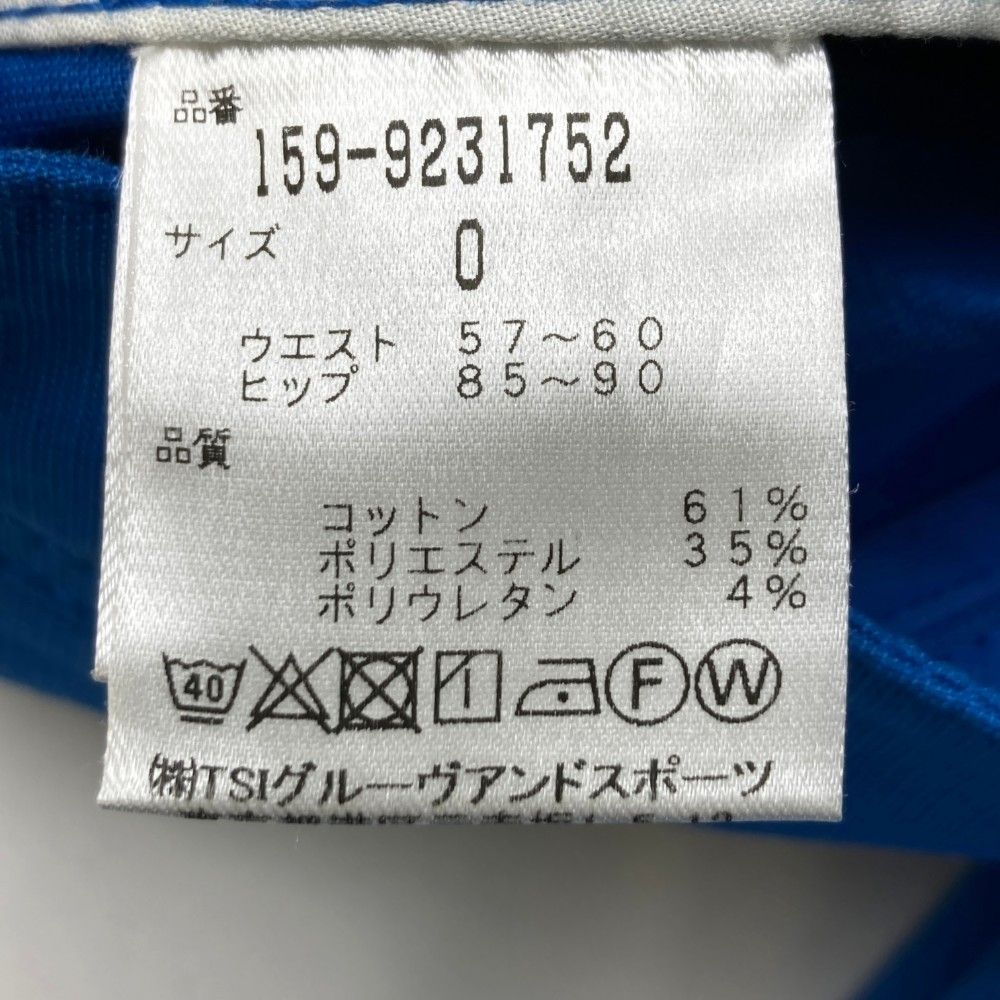 品番
159-9231752
サイズ 0
ウエスト 57～60
ヒップ 85～90
品質
コットン 61%
ポリエステル 35%
ポリウレタン 4%
40 F W
㈱TSIグルーヴアンドスポーツ